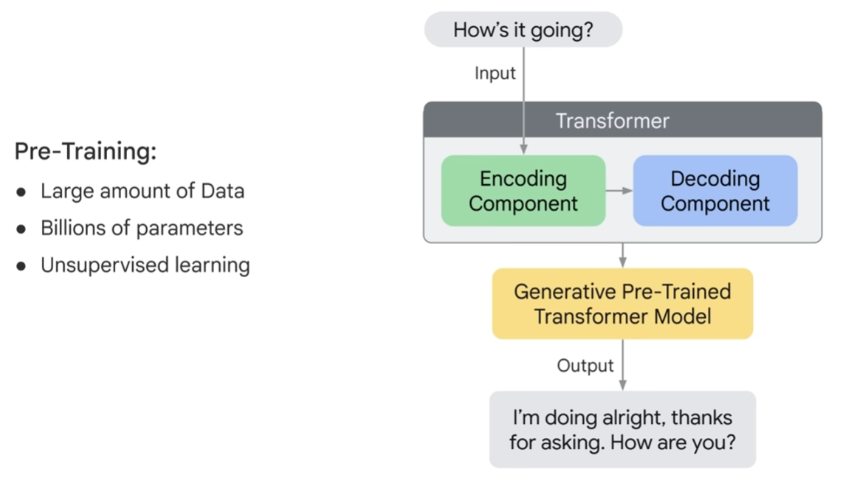 How's it going?
Input
Transformer
Encoding
Component
Decoding
Component
Pre-Training:
● Large amount of Data
● Billions of parameters
● Unsupervised learning
Generative Pre-Trained
Transformer Model
Output
I'm doing alright, thanks
for asking. How are you?